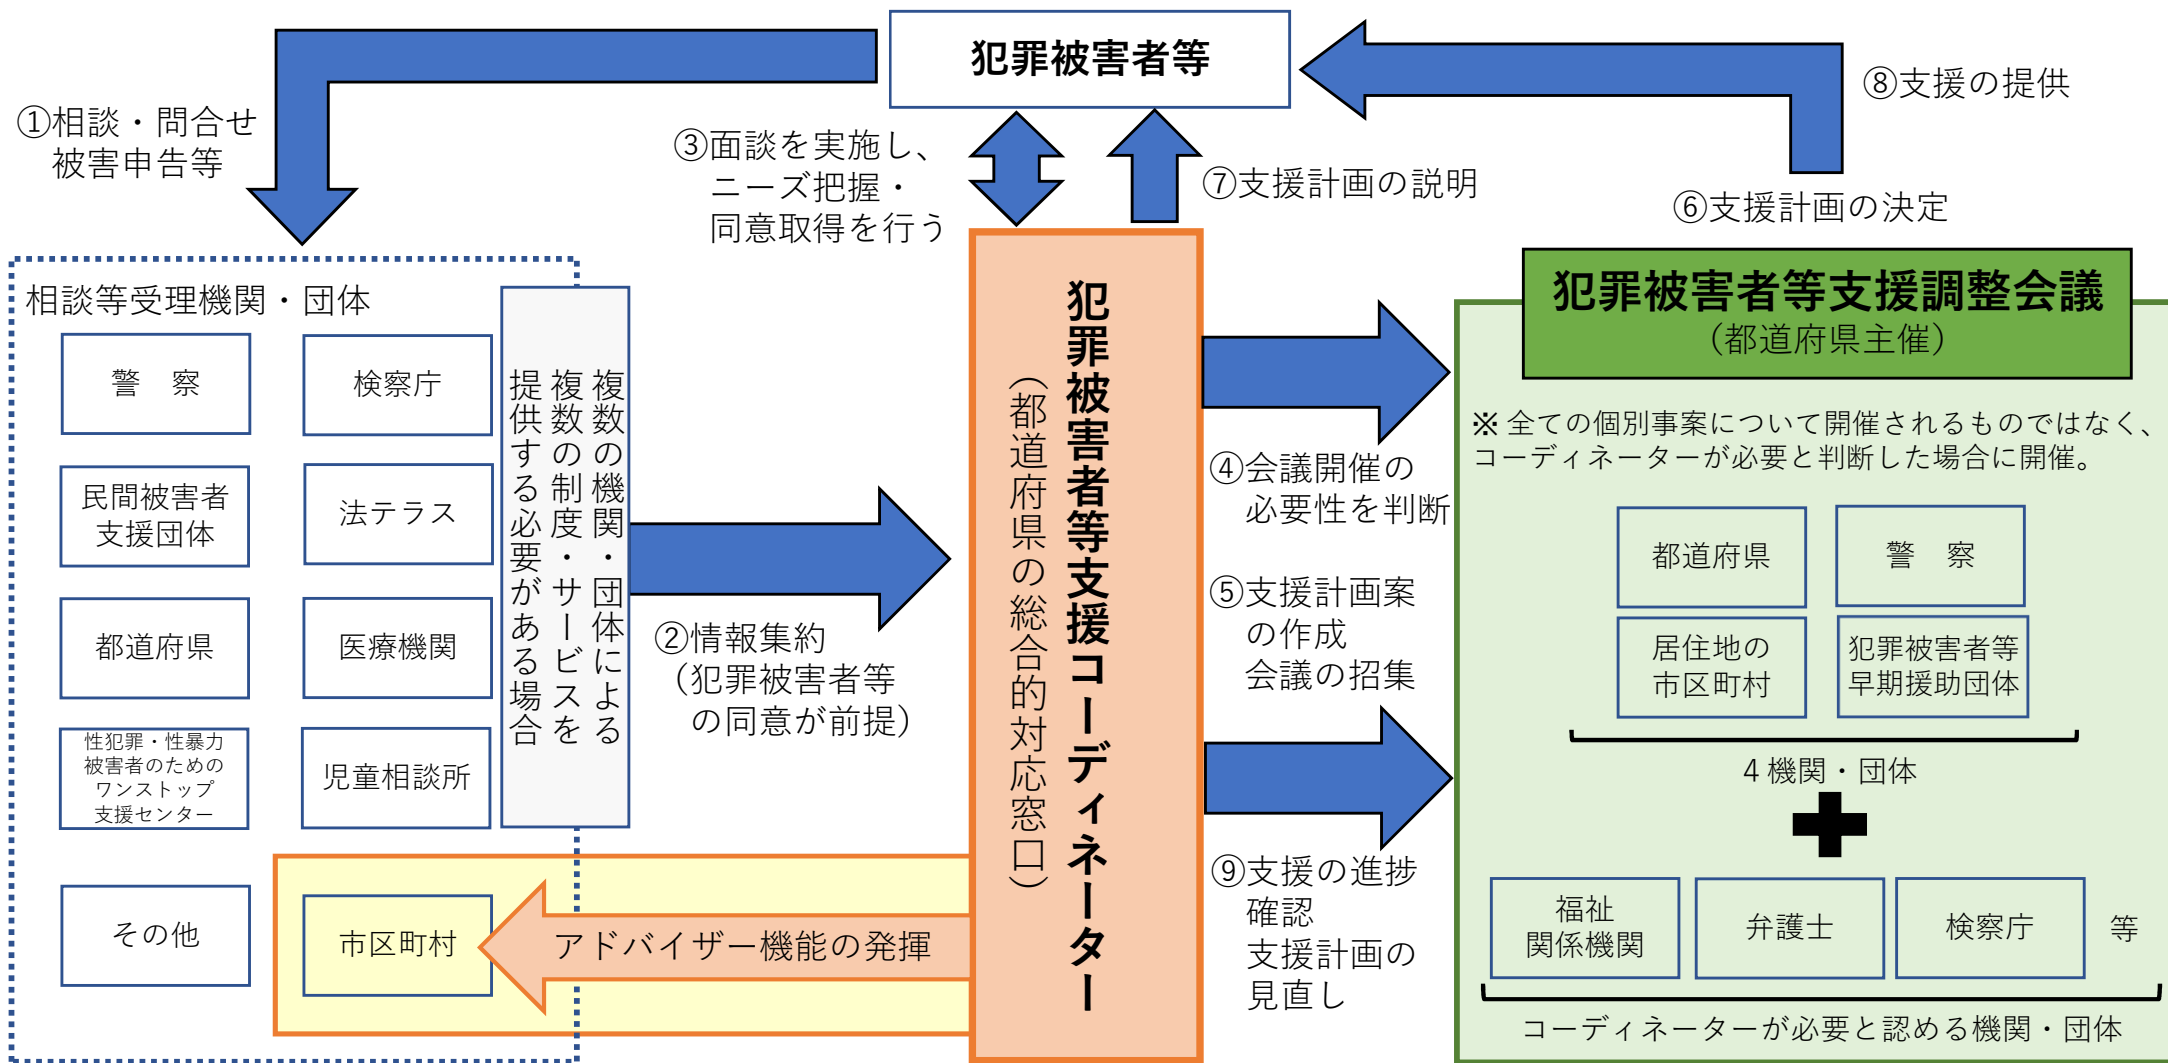 犯罪被害者等
①相談・問合せ
被害申告等
③面談を実施し、
ニーズ把握・
同意取得を行う
⑦支援計画の説明
⑧支援の提供
⑥支援計画の決定
相談等受理機関・団体
警　察
検察庁
民間被害者
支援団体
法テラス
都道府県
医療機関
性犯罪・性暴力
被害者のための
ワンストップ
支援センター
児童相談所
その他
市区町村
複数の機関・団体による
複数の制度・サービスを
提供する必要がある場合
②情報集約
（犯罪被害者等
の同意が前提）
アドバイザー機能の発揮
犯罪被害者等支援コーディネーター
（都道府県の総合的対応窓口）
④会議開催の
必要性を判断
⑤支援計画案
の作成
会議の招集
⑨支援の進捗
確認
支援計画の
見直し
犯罪被害者等支援調整会議
（都道府県主催）
※全ての個別事案について開催されるものではなく、
コーディネーターが必要と判断した場合に開催。
都道府県
警　察
居住地の
市区町村
犯罪被害者等
早期援助団体
４機関・団体
福祉
関係機関
弁護士
検察庁
等
コーディネーターが必要と認める機関・団体